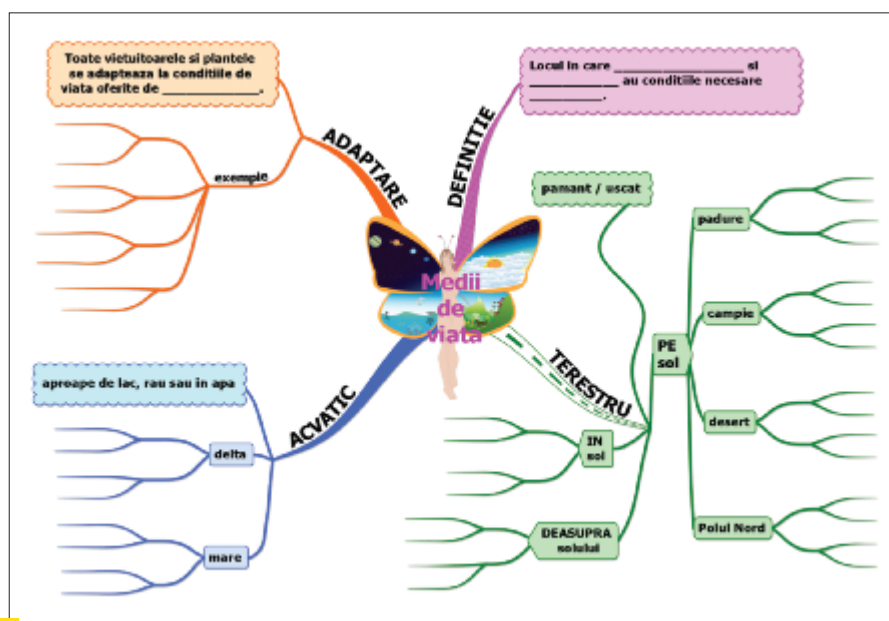 Toate vietuitoarele si plantele
se adapteaza la conditiile de
viata oferite de _______________.
Locul in care ____________________ si
______________ au conditiile necesare
___________.
ADAPTARE
exemple
DEFINITIE
pamant / uscat
padure
campie
PE
sol
desert
Polul Nord
Medii
de
viata
TERESTRU
IN
sol
DEASUPRA
solului
ACVATIC
aproape de lac, rau sau in apa
delta
mare